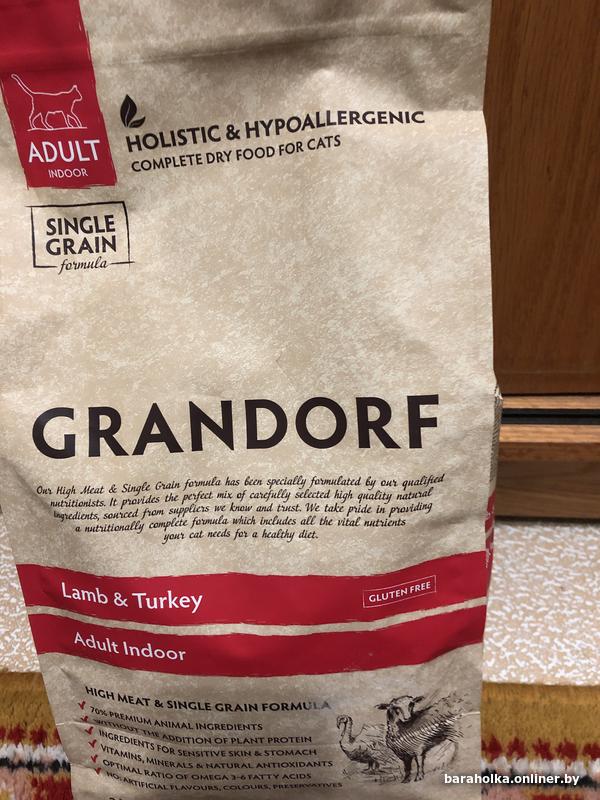 ADULT
INDOOR
HOLISTIC & HYPOALLERGENIC
COMPLETE DRY FOOD FOR CATS
SINGLE
GRAIN
formula
GRANDORF
Our High Meat & Single Grain formula has been specially formulated by our qualified
nutritionists. It provides the perfect mix of carefully selected high quality natural
ingredients, sourced from suppliers we know and trust. We take pride in providing
a nutritionally complete formula which includes all the vital nutrients
your cat needs for a healthy diet.
Lamb & Turkey
GLUTEN FREE
Adult Indoor
HIGH MEAT & SINGLE GRAIN FORMULA
70% PREMIUM ANIMAL INGREDIENTS
WITHOUT THE ADDITION OF PLANT PROTEIN
INGREDIENTS FOR SENSITIVE SKIN & STOMACH
VITAMINS, MINERALS & NATURAL ANTIOXIDANTS
OPTIMAL RATIO OF OMEGA 3-6 FATTY ACIDS
NO: ARTIFICIAL FLAVOURS, COLOURS, PRESERVATIVES
baraholka.onliner.by